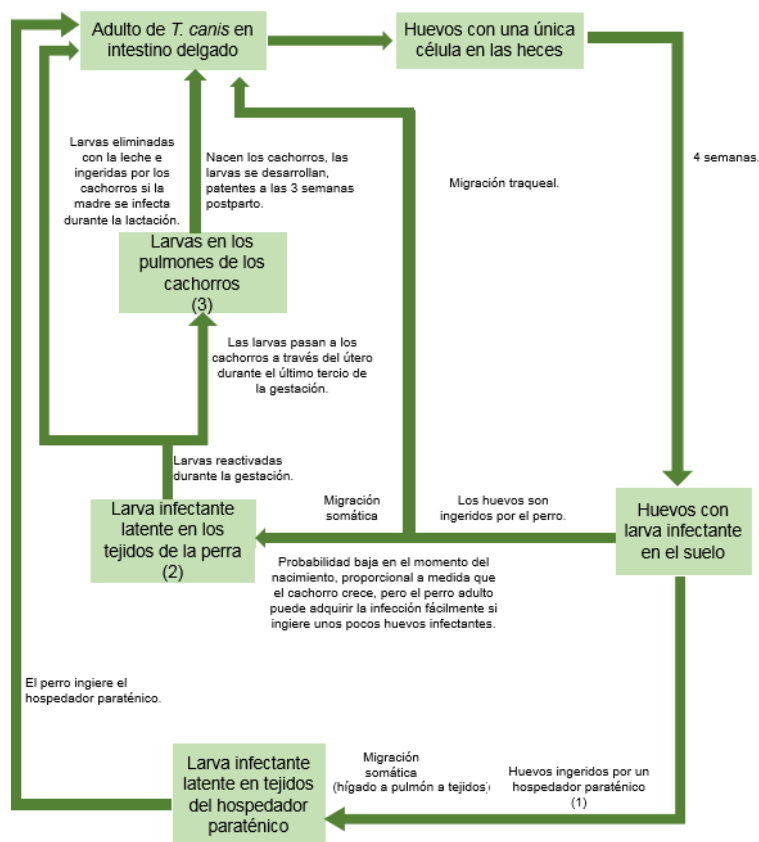 Adulto de T. canis en
intestino delgado
Huevos con una única
célula en las heces
Larvas eliminadas
con la leche e
ingeridas por los
cachorros si la
madre se infecta
durante la lactación.
Nacen los cachorros, las
larvas se desarrollan,
patentes a las 3 semanas
postparto.
Migración traqueal.
4 semanas.
Larvas en los
pulmones de los
cachorros
(3)
Las larvas pasan a los
cachorros a través del útero
durante el último tercio de
la gestación.
Larvas reactivadas
durante la gestación.
Larva infectante
latente en los
tejidos de la perra
(2)
Migración
somática
Los huevos son
ingeridos por el perro.
Huevos con
larva infectante
en el suelo
Probabilidad baja en el momento del
nacimiento, proporcional a medida que
el cachorro crece, pero el perro adulto
puede adquirir la infección fácilmente si
ingiere unos pocos huevos infectantes.
El perro ingiere el
hospedador paraténico.
Larva infectante
latente en tejidos
del hospedador
paraténico
Migración
somática
(hígado a pulmón a tejidos)
Huevos ingeridos por un
hospedador paraténico
(1)